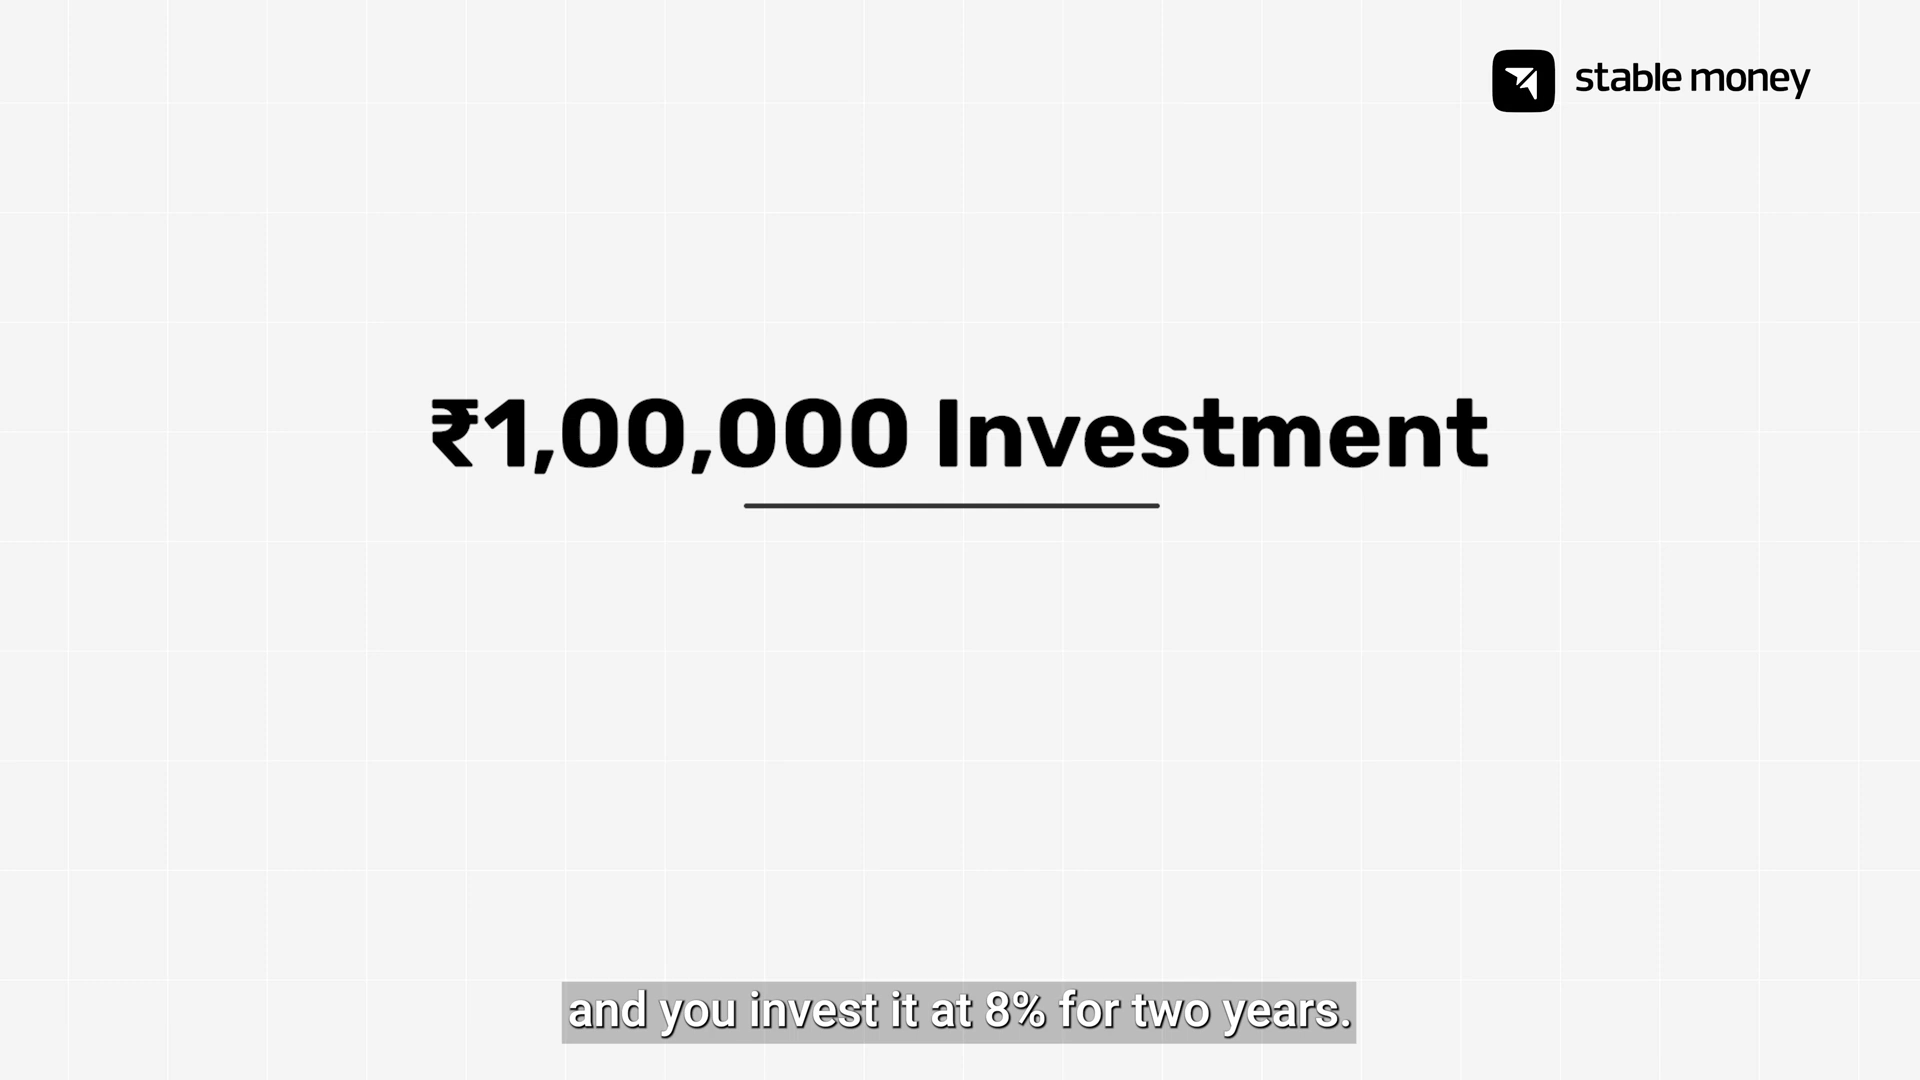 stable money
₹1,00,000 Investment
and you invest it at 8% for two years.